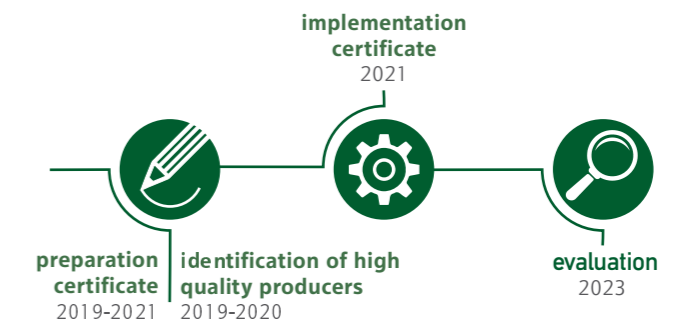 implementation
certificate
2021
preparation
certificate
2019-2021
identification of high
quality producers
2019-2020
evaluation
2023